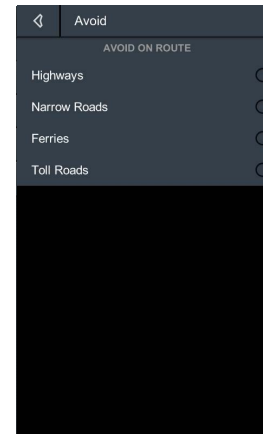 Avoid
AVOID ON ROUTE
Highways
Narrow Roads
Ferries
Toll Roads